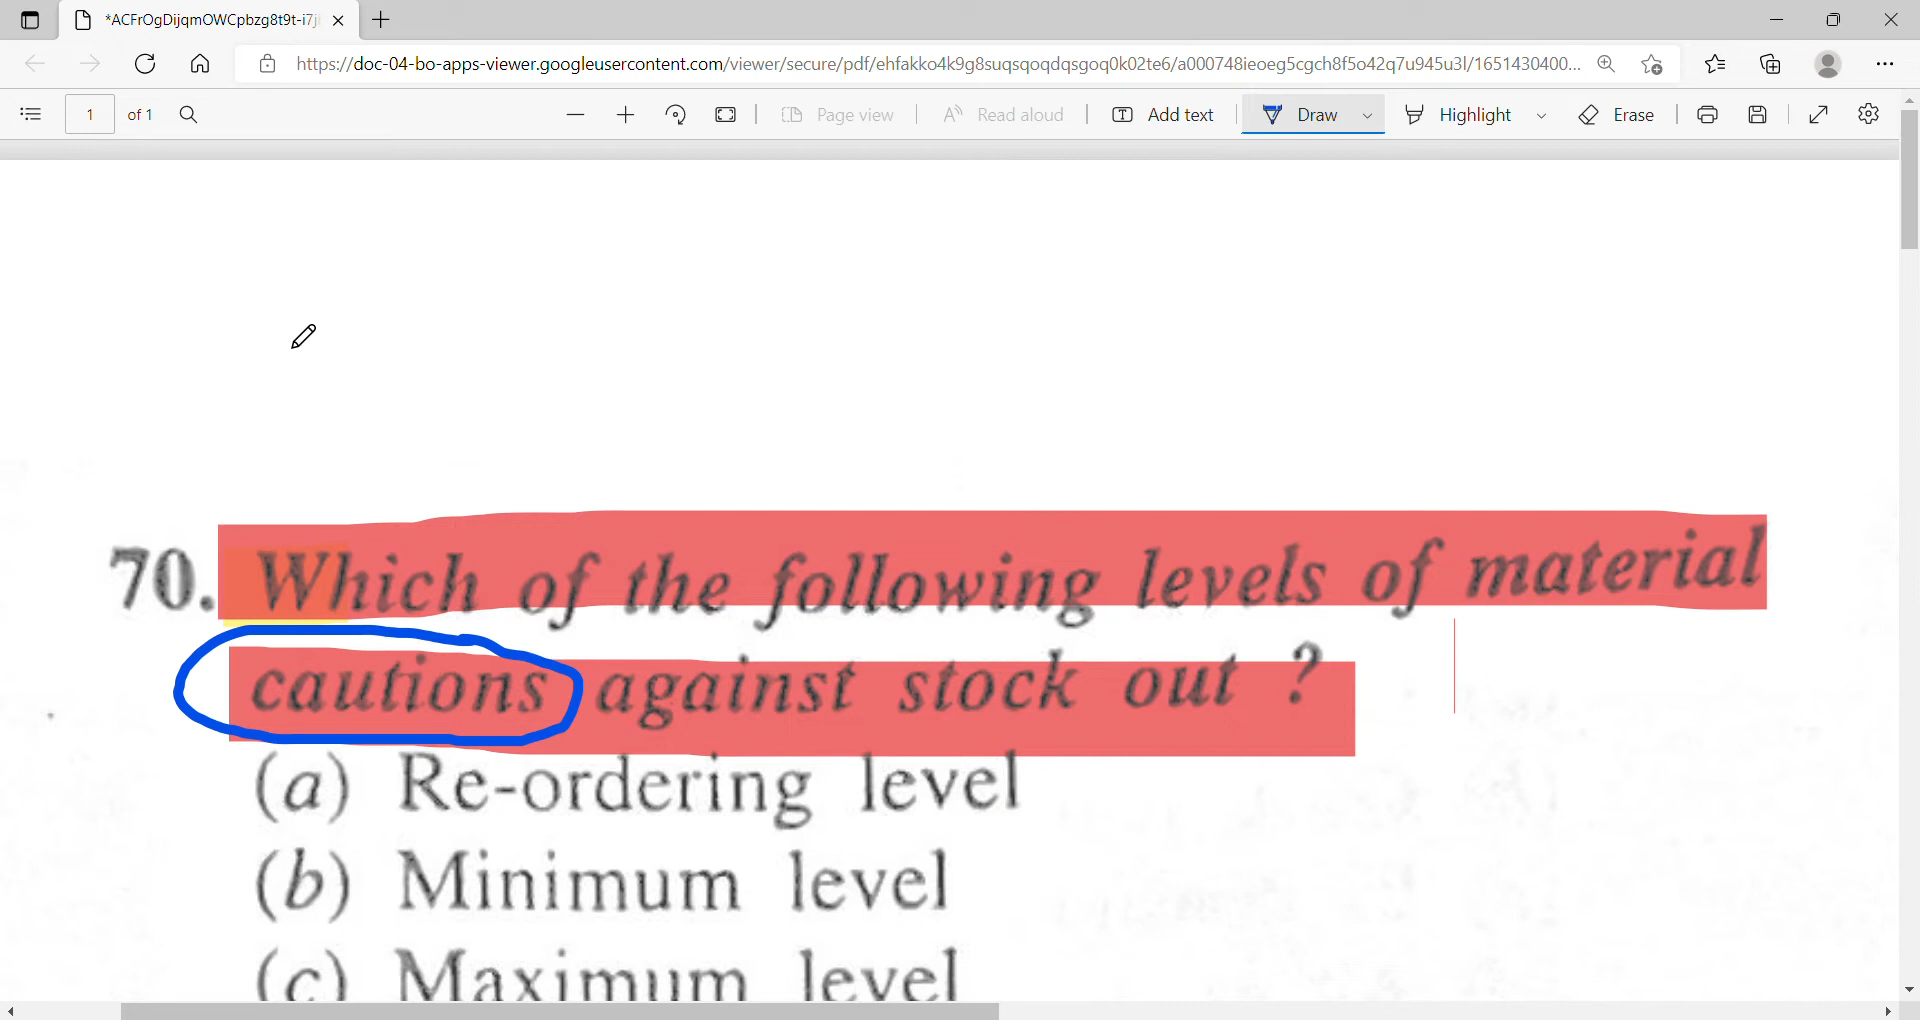 *ACFrOgDijqmOWCpbzg8t9t-i7j
https://doc-04-bo-apps-viewer.googleusercontent.com/viewer/secure/pdf/ehfakko4k9g8suqsqoqdqsgoq0k02te6/a000748ieoeg5cgch8f5o42q7u945u3l/1651430400...
1 of 1 Page view Read aloud Add text Draw Highlight Erase
70. Which of the following levels of material
cautions against stock out ?
(a) Re-ordering level
(b) Minimum level
(c) Maximum level